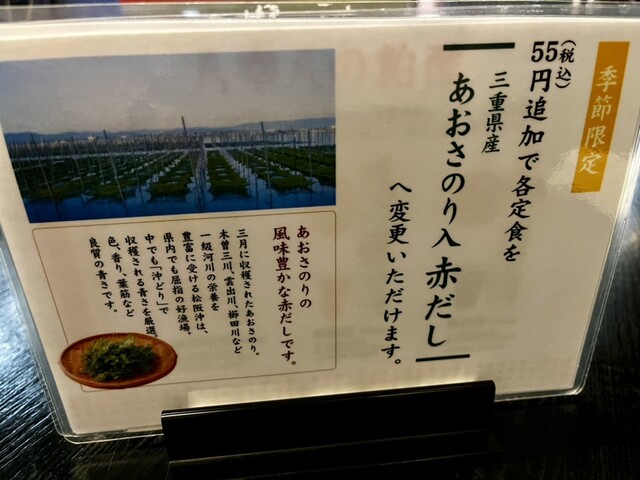 季節限定
55円(税込)追加で各定食を
三重県産
あおさのり入 赤だし
へ変更いただけます。
あおさのりの
風味豊かな赤だしです。
三月に収穫されたあおさのり。
木曽三川、雲出川、櫛田川など
一級河川の栄養を
豊富に受ける松阪沖は、
県内でも屈指の好漁場。
中でも「沖どり」で
収穫される青さを厳選。
色、香り、葉筋など
良質の青さです。